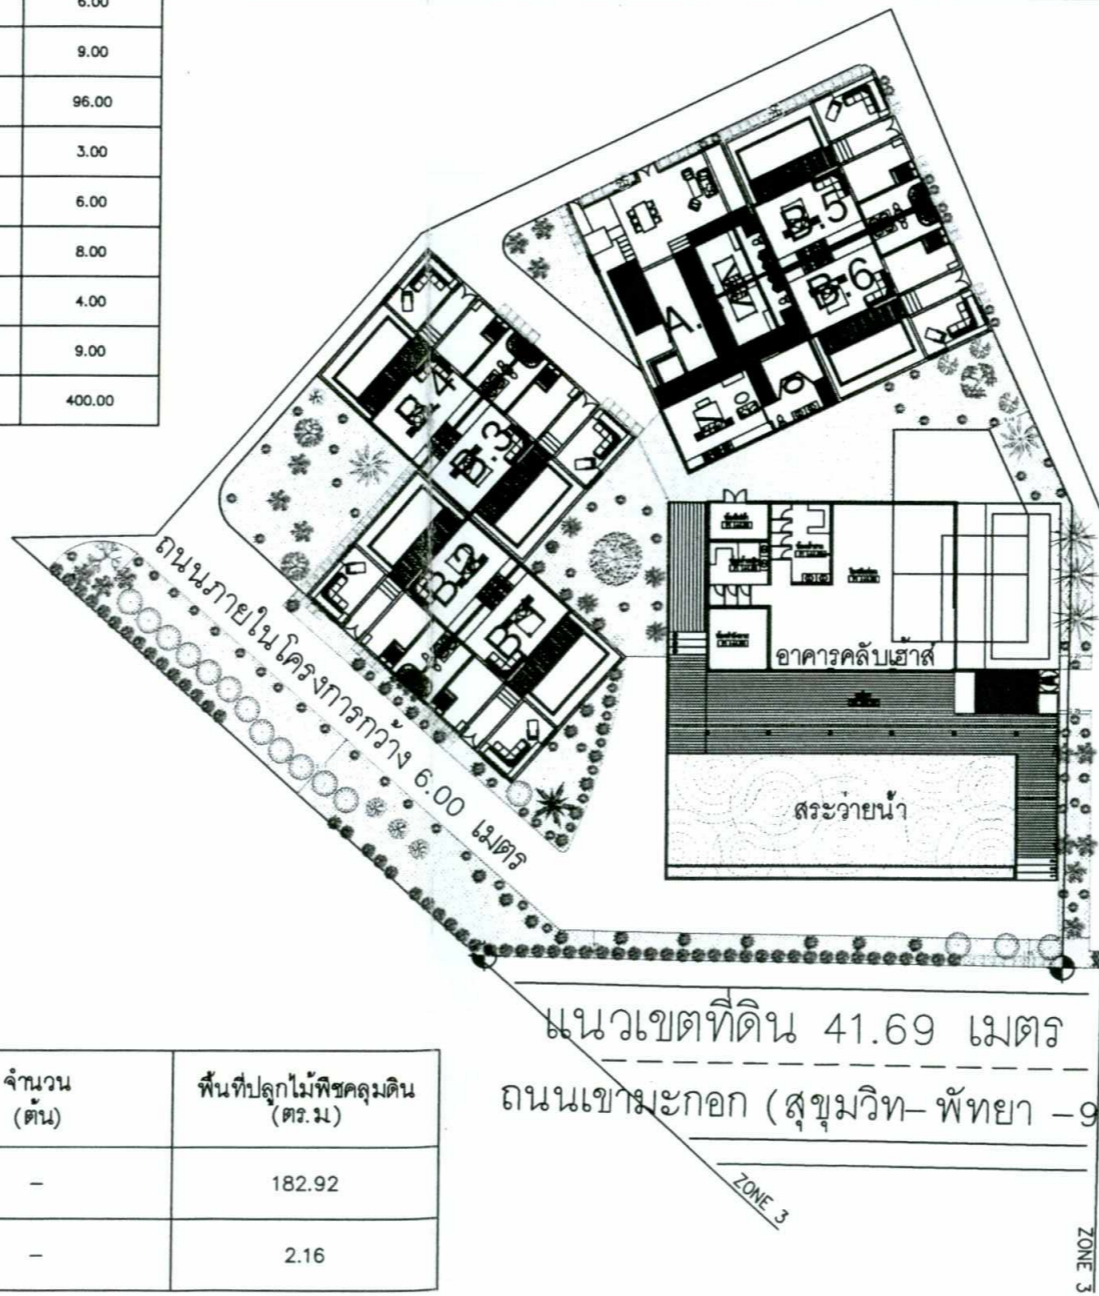 6.00
9.00
96.00
3.00
6.00
8.00
4.00
9.00
400.00
B.5
B.6
A.
.4
.3
B2
B1
ถนนภายในโครงการกว้าง 6.00 เมตร
อาคารคลับเฮ้าส์
สระว่ายน้ำ
แนวเขตที่ดิน 41.69 เมตร
ถนนเขามะกอก (สุขุมวิท-พัทยา -9
ZONE 3
ZONE 3
จำนวน
(ต้น)
พื้นที่ปลูกไม้พืชคลุมดิน
(ตร.ม)
-
182.92
-
2.16